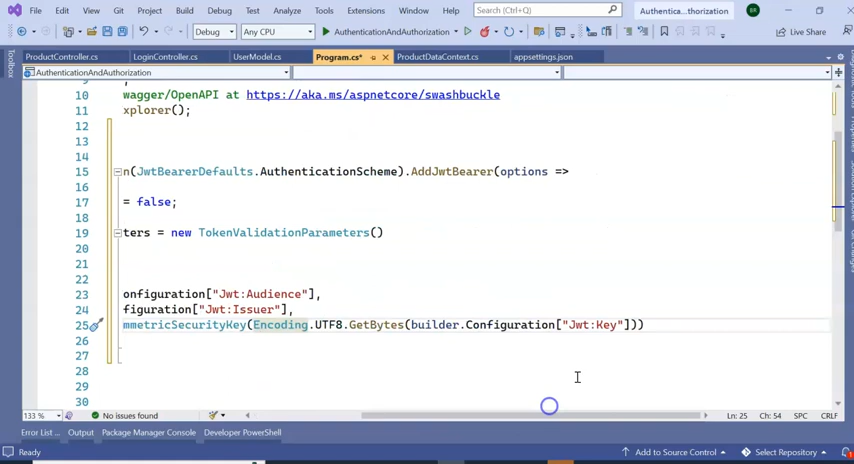 File Edit View Git Project Build Debug Test Analyze Tools Extensions Window Help Search (Ctrl+Q) Authentica...thorization BR
Debug Any CPU AuthenticationAndAuthorization Live Share
ProductController.cs LoginController.cs UserModel.cs Program.cs* ProductDataContext.cs appsettings.json
Toolbox
AuthenticationAndAuthorization
10 wagger/OpenAPI at https://aka.ms/aspnetcore/swashbuckle
11 xplorer();
12
13
14
15 n(JwtBearerDefaults.AuthenticationScheme).AddJwtBearer(options =>
16
17 = false;
18
19 ters = new TokenValidationParameters()
20
21
22
23 onfiguration["Jwt:Audience"],
24 figuration["Jwt:Issuer"],
25 mmetricSecurityKey(Encoding.UTF8.GetBytes(builder.Configuration["Jwt:Key"]))
26
27
28
29
30
133 % No issues found Ln: 25 Ch: 54 SPC CRLF
Error List ... Output Package Manager Console Developer PowerShell
Ready Add to Source Control Select Repository